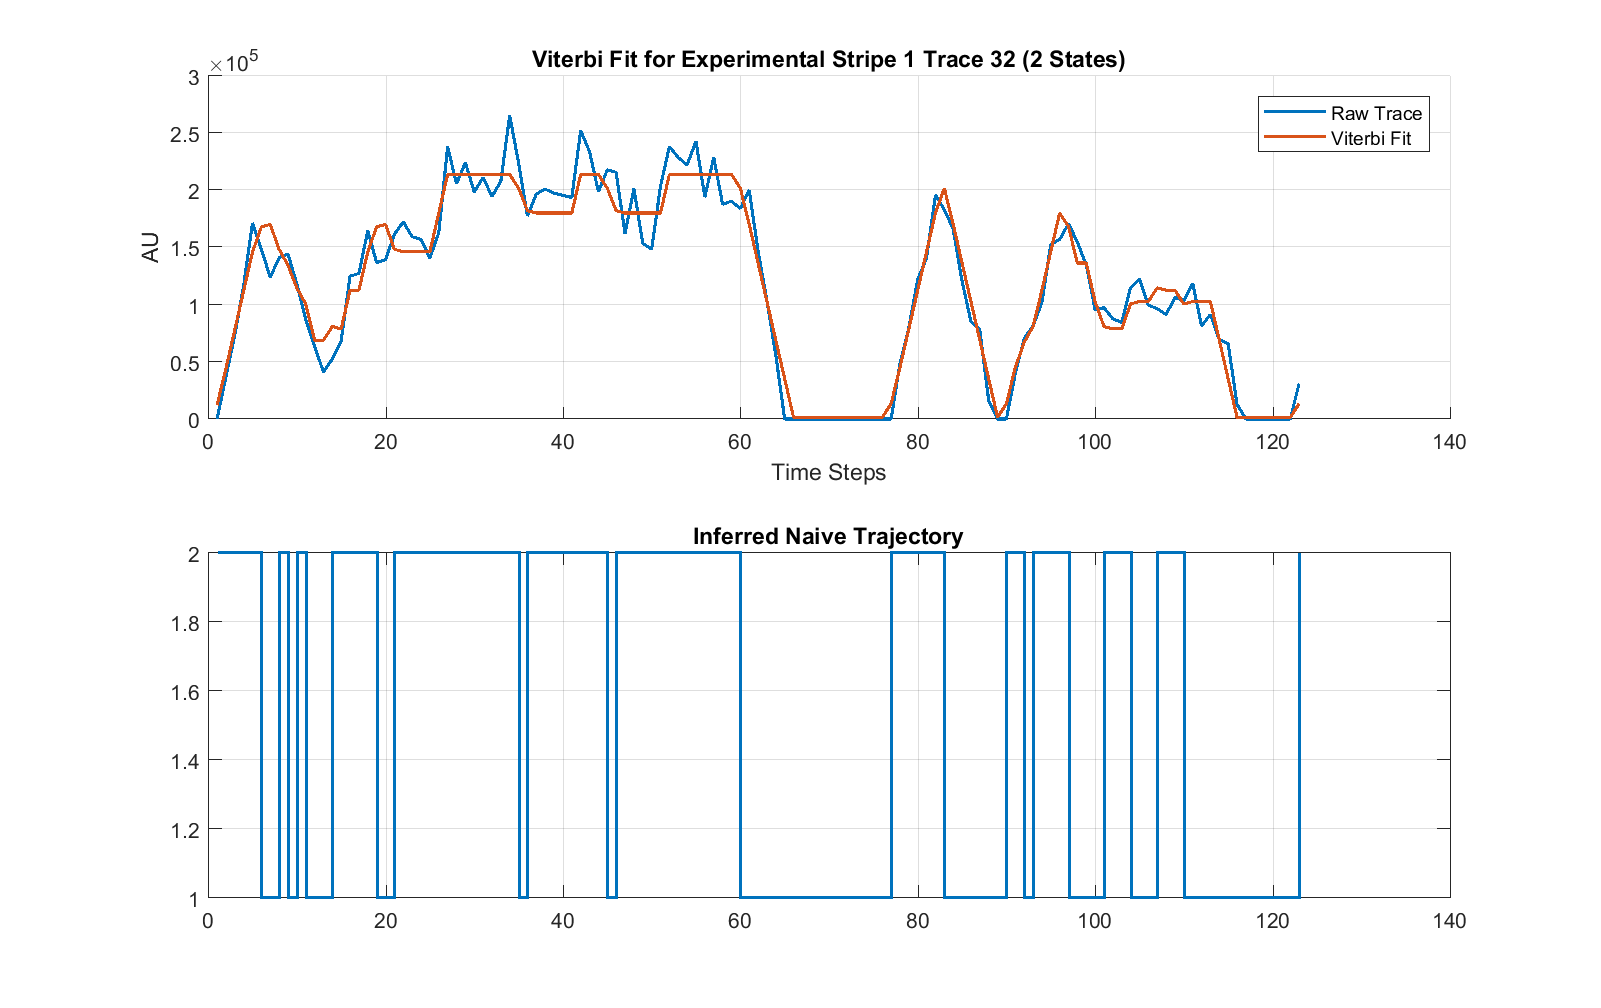 Viterbi Fit for Experimental Stripe 1 Trace 32 (2 States)
×10^5
3
2.5
2
1.5
1
0.5
0
AU
Raw Trace
Viterbi Fit
0 20 40 60 80 100 120 140
Time Steps
Inferred Naive Trajectory
2
1.8
1.6
1.4
1.2
1
0 20 40 60 80 100 120 140